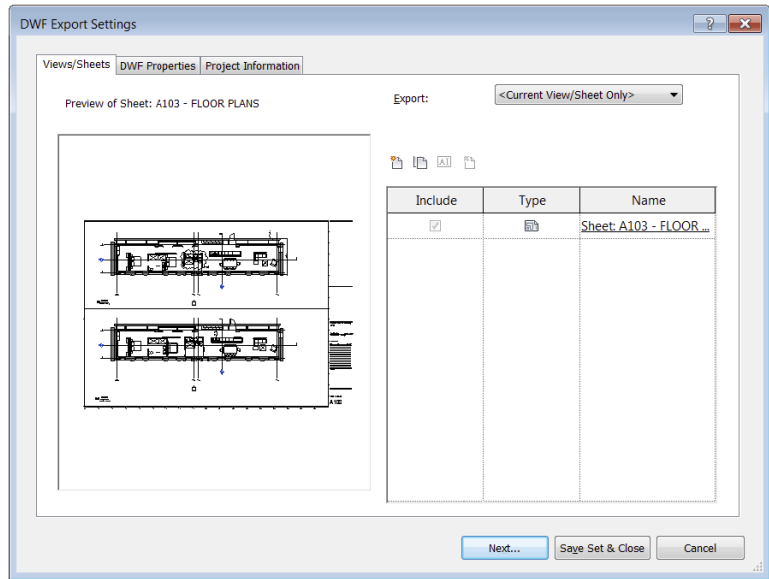 DWF Export Settings
Views/Sheets DWF Properties Project Information
Preview of Sheet: A103 - FLOOR PLANS
Export: <Current View/Sheet Only>
Include Type Name
Sheet: A103 - FLOOR ...
Next... Save Set & Close Cancel